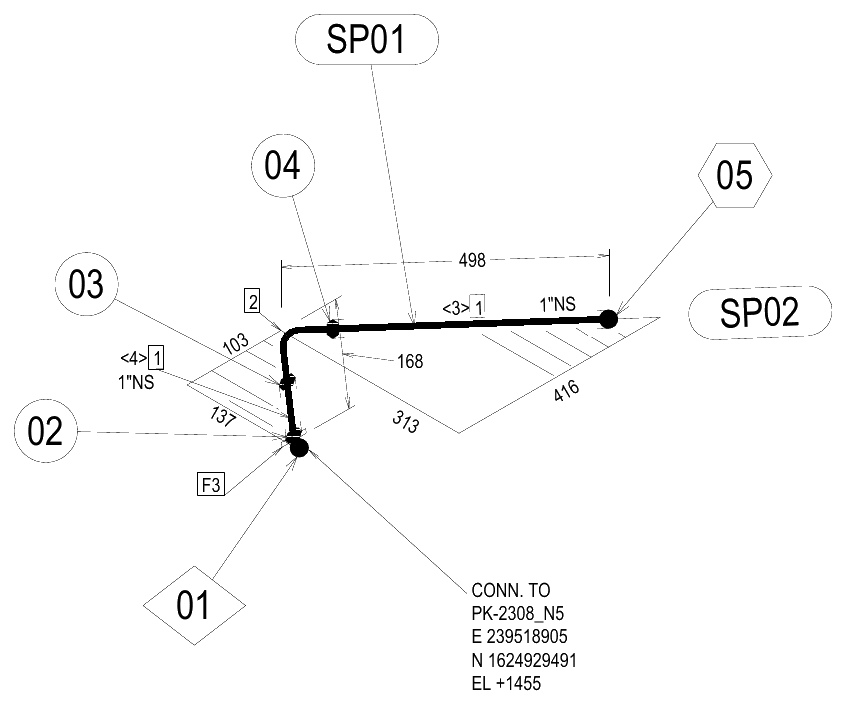 SP01
04
05
498
03
2
<3> 1
1"NS
SP02
103
<4> 1
1"NS
168
416
137
313
02
F3
01
CONN. TO
PK-2308_N5
E 239518905
N 1624929491
EL +1455